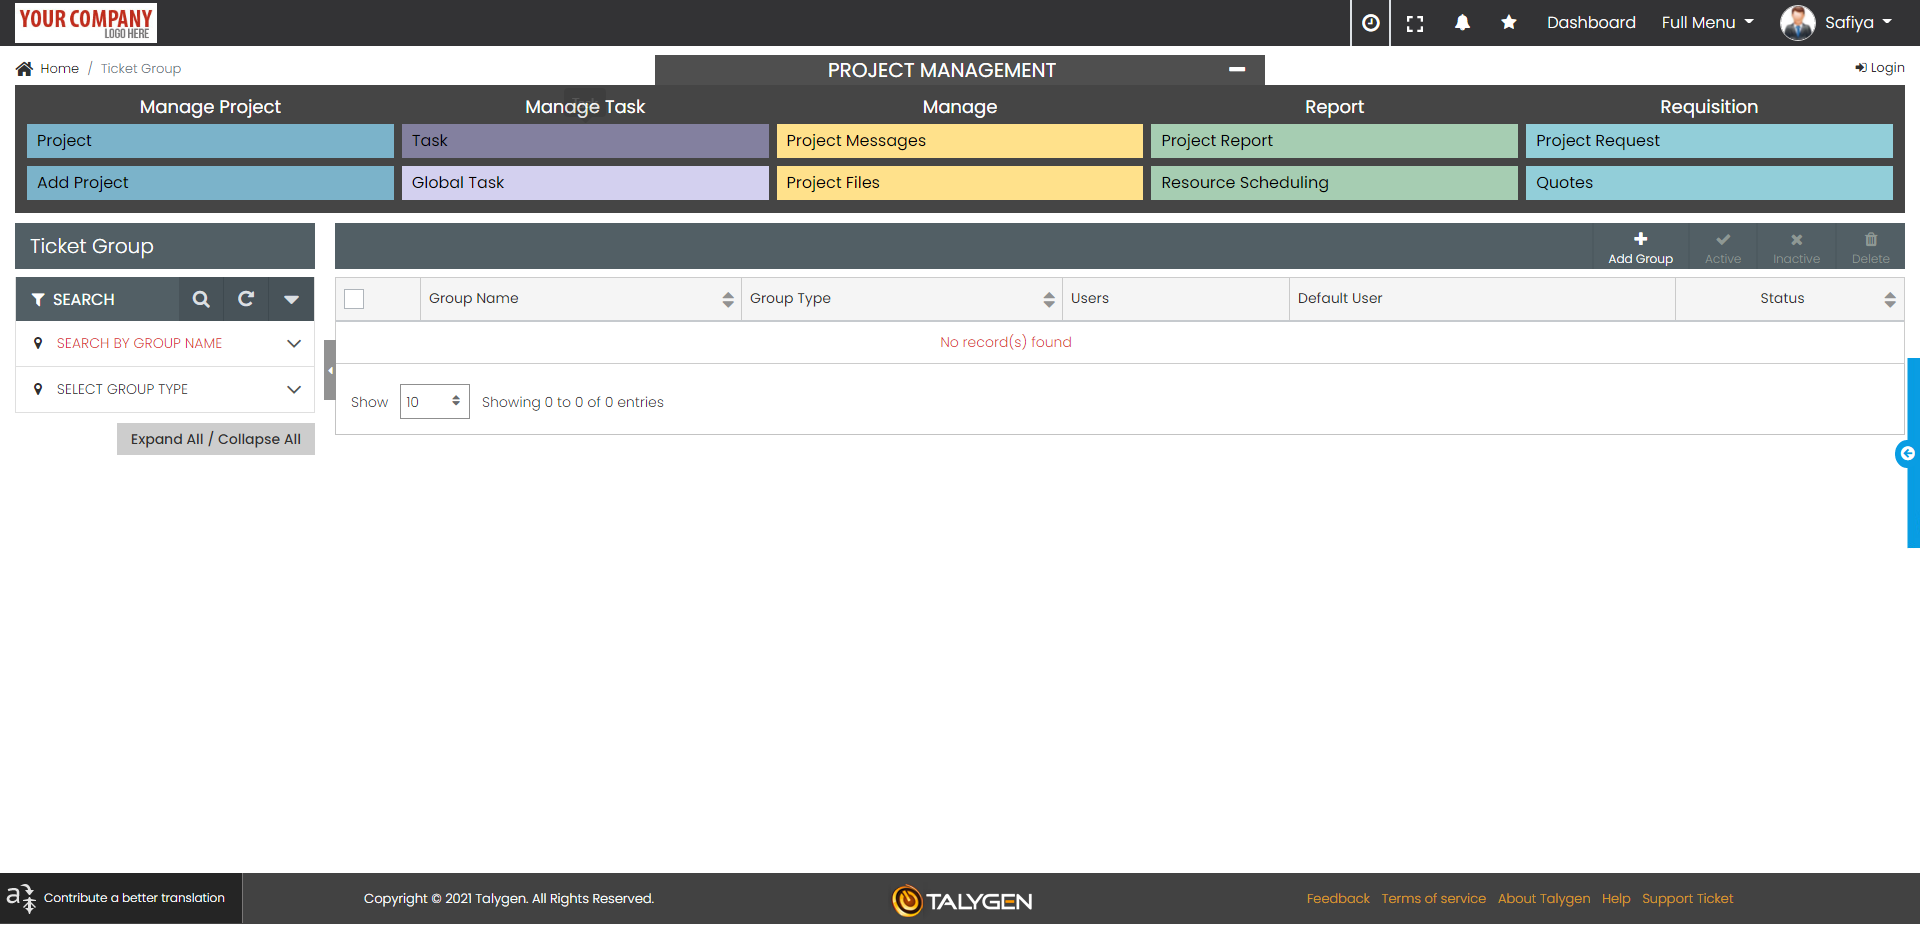 YOUR COMPANY
LOGO HERE
Dashboard
Full Menu
Safiya
Home / Ticket Group
PROJECT MANAGEMENT
Login
Manage Project
Manage Task
Manage
Report
Requisition
Project
Task
Project Messages
Project Report
Project Request
Add Project
Global Task
Project Files
Resource Scheduling
Quotes
Ticket Group
Add Group
Active
Inactive
Delete
SEARCH
Group Name
Group Type
Users
Default User
Status
SEARCH BY GROUP NAME
No record(s) found
SELECT GROUP TYPE
Show 10 Showing 0 to 0 of 0 entries
Expand All / Collapse All
Contribute a better translation
Copyright © 2021 Talygen. All Rights Reserved.
TALYGEN
Feedback
Terms of service
About Talygen
Help
Support Ticket